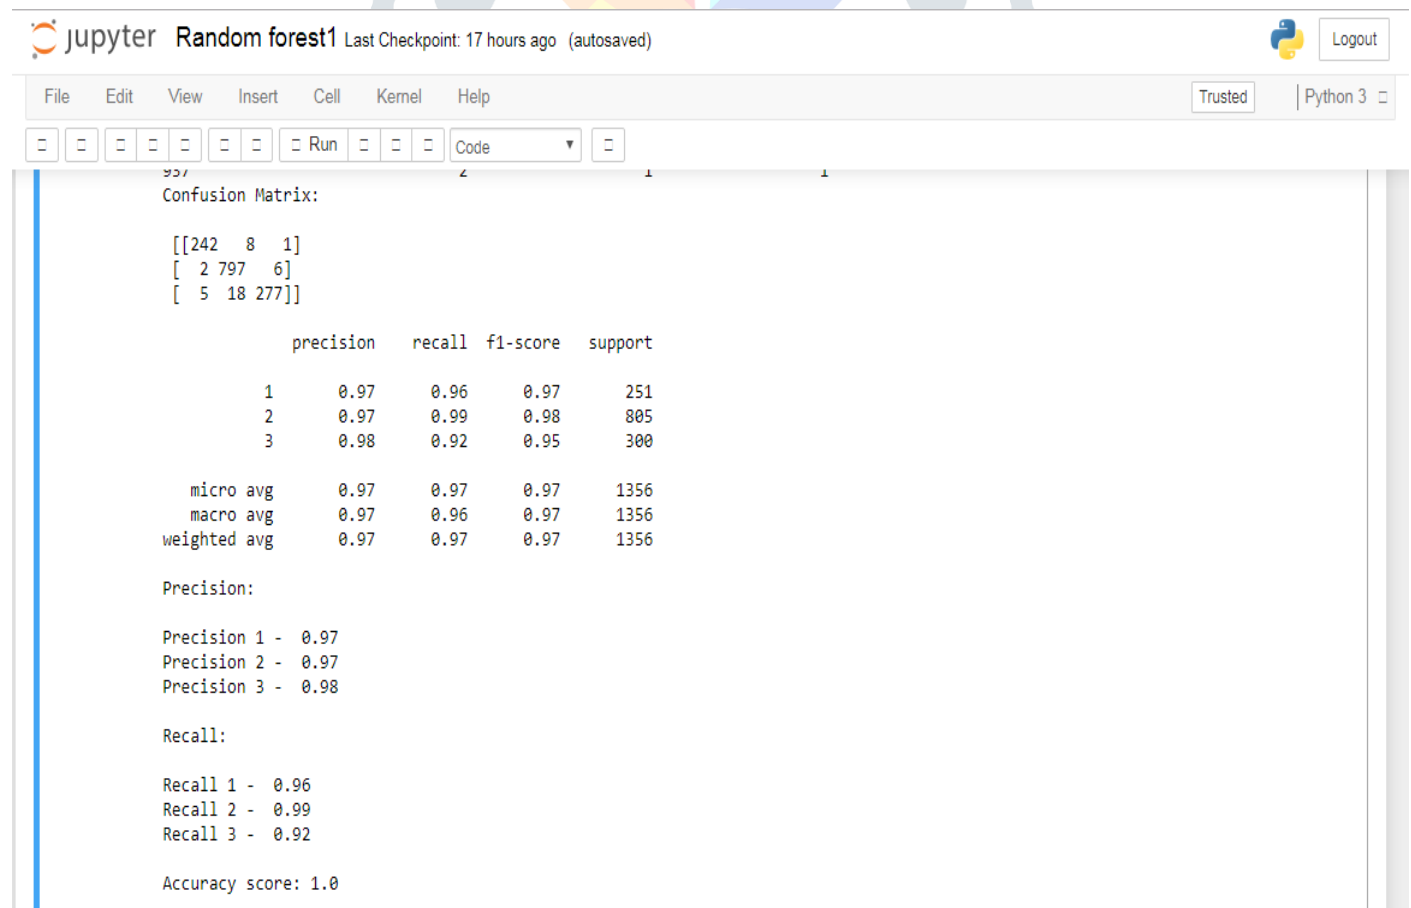 jupyter Random forest1 Last Checkpoint: 17 hours ago (autosaved) Logout
File Edit View Insert Cell Kernel Help Trusted Python 3
Run Code
937 2 1 1
Confusion Matrix:
[[242 8 1]
[ 2 797 6]
[ 5 18 277]]
precision recall f1-score support
1 0.97 0.96 0.97 251
2 0.97 0.99 0.98 805
3 0.98 0.92 0.95 300
micro avg 0.97 0.97 0.97 1356
macro avg 0.97 0.96 0.97 1356
weighted avg 0.97 0.97 0.97 1356
Precision:
Precision 1 - 0.97
Precision 2 - 0.97
Precision 3 - 0.98
Recall:
Recall 1 - 0.96
Recall 2 - 0.99
Recall 3 - 0.92
Accuracy score: 1.0